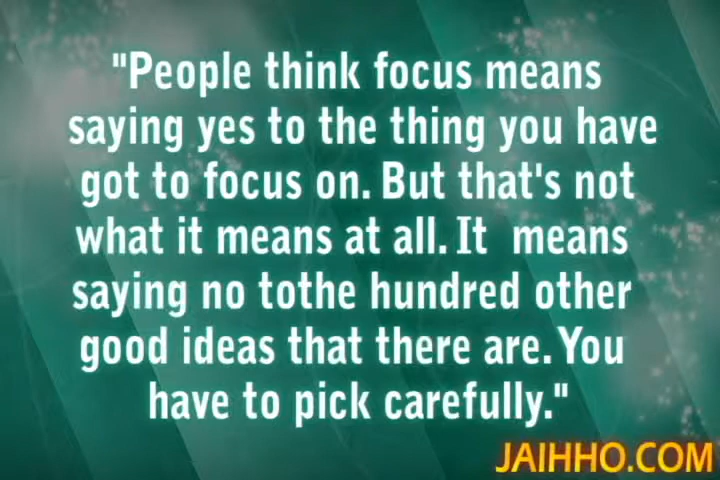 "People think focus means
saying yes to the thing you have
got to focus on. But that's not
what it means at all. It  means
saying no tothe hundred other
good ideas that there are. You
have to pick carefully."
JAIHHO.COM